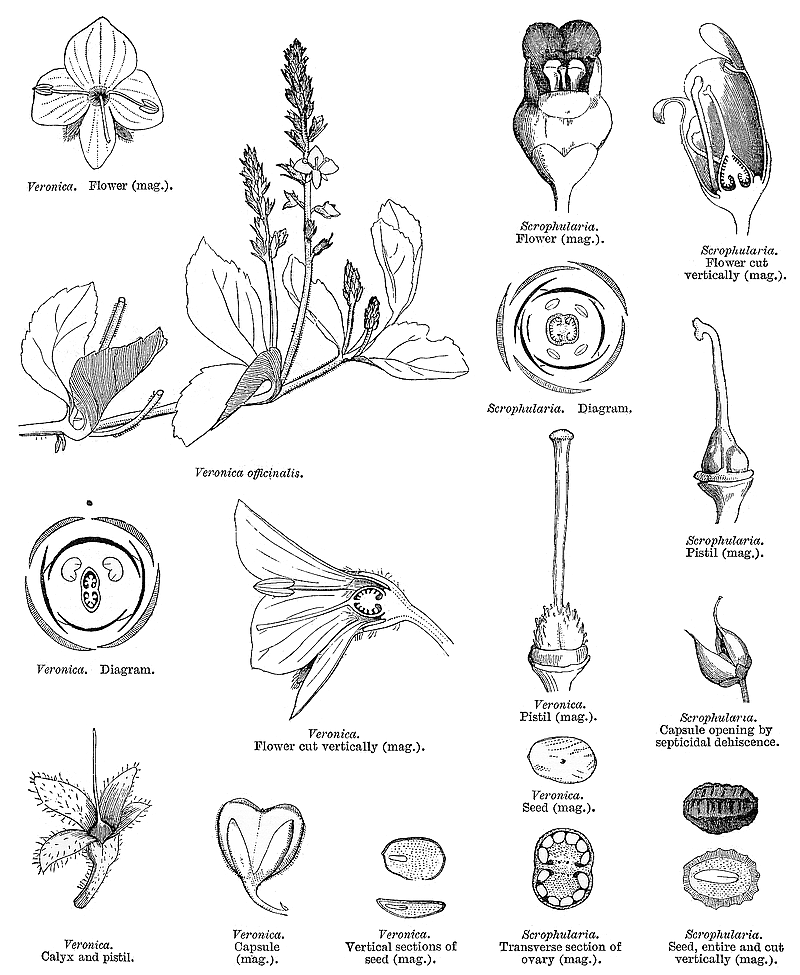 Veronica. Flower (mag.).
Scrophularia.
Flower (mag.).
Scrophularia.
Flower cut
vertically (mag.).
Scrophularia. Diagram.
Veronica officinalis.
Scrophularia.
Pistil (mag.).
Veronica. Diagram.
Veronica.
Flower cut vertically (mag.).
Veronica.
Pistil (mag.).
Scrophularia.
Capsule opening by
septicidal dehiscence.
Veronica.
Seed (mag.).
Veronica.
Calyx and pistil.
Veronica.
Capsule
(mag.).
Veronica.
Vertical sections of
seed (mag.).
Scrophularia.
Transverse section of
ovary (mag.).
Scrophularia.
Seed, entire and cut
vertically (mag.).